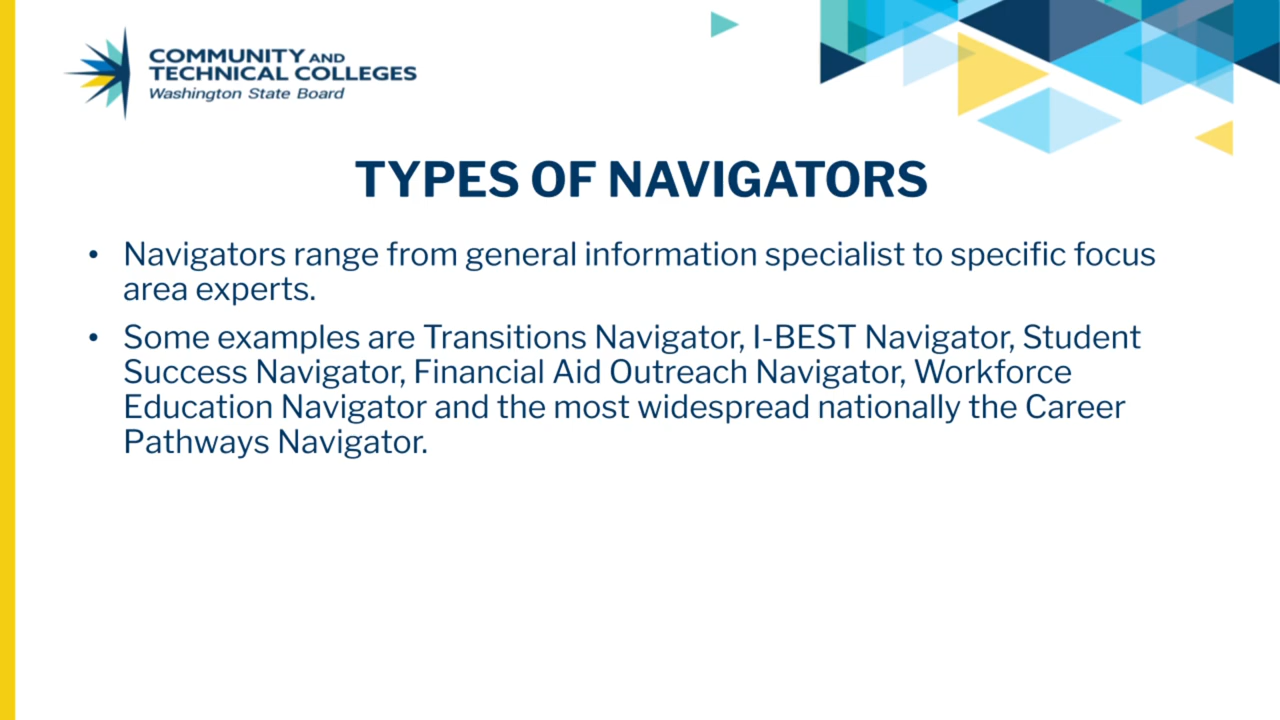 COMMUNITY AND
TECHNICAL COLLEGES
Washington State Board
TYPES OF NAVIGATORS
• Navigators range from general information specialist to specific focus
area experts.
• Some examples are Transitions Navigator, I-BEST Navigator, Student
Success Navigator, Financial Aid Outreach Navigator, Workforce
Education Navigator and the most widespread nationally the Career
Pathways Navigator.